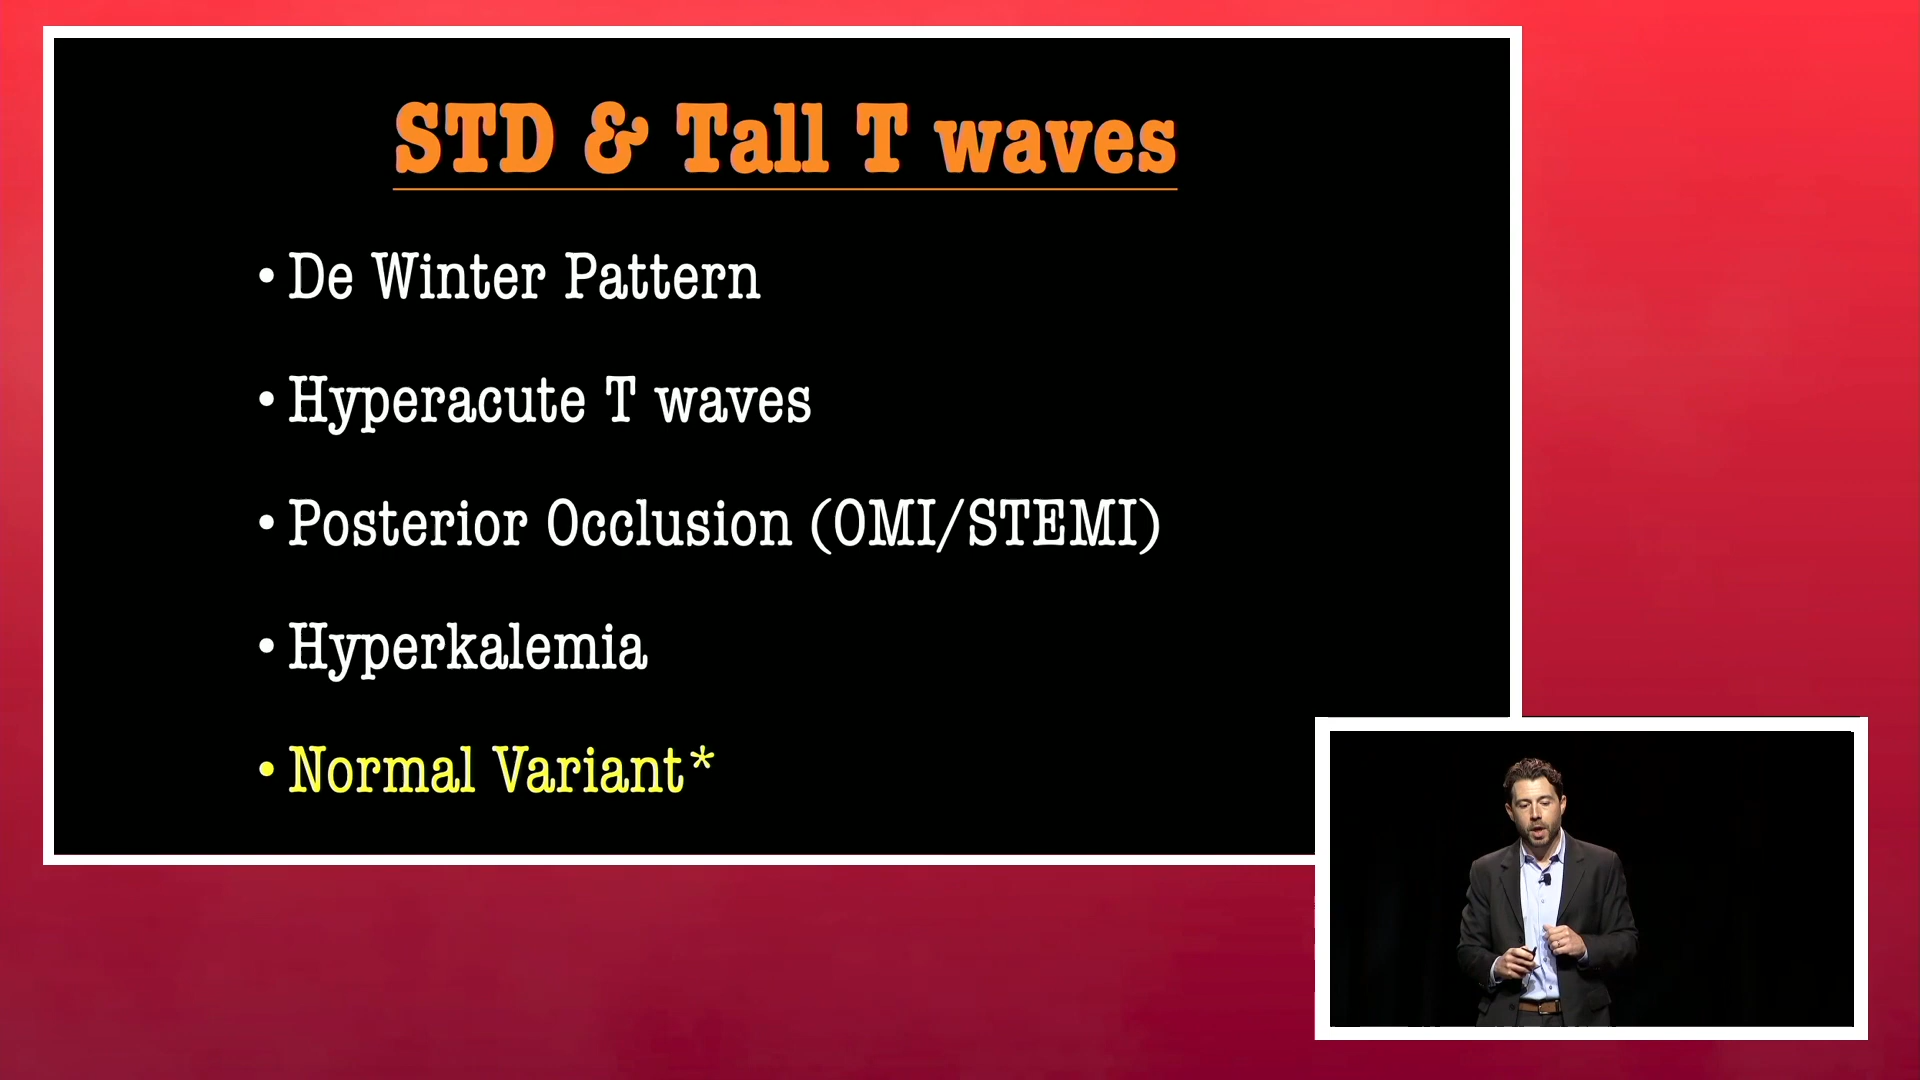 STD & Tall T waves
• De Winter Pattern
• Hyperacute T waves
• Posterior Occlusion (OMI/STEMI)
• Hyperkalemia
• Normal Variant*